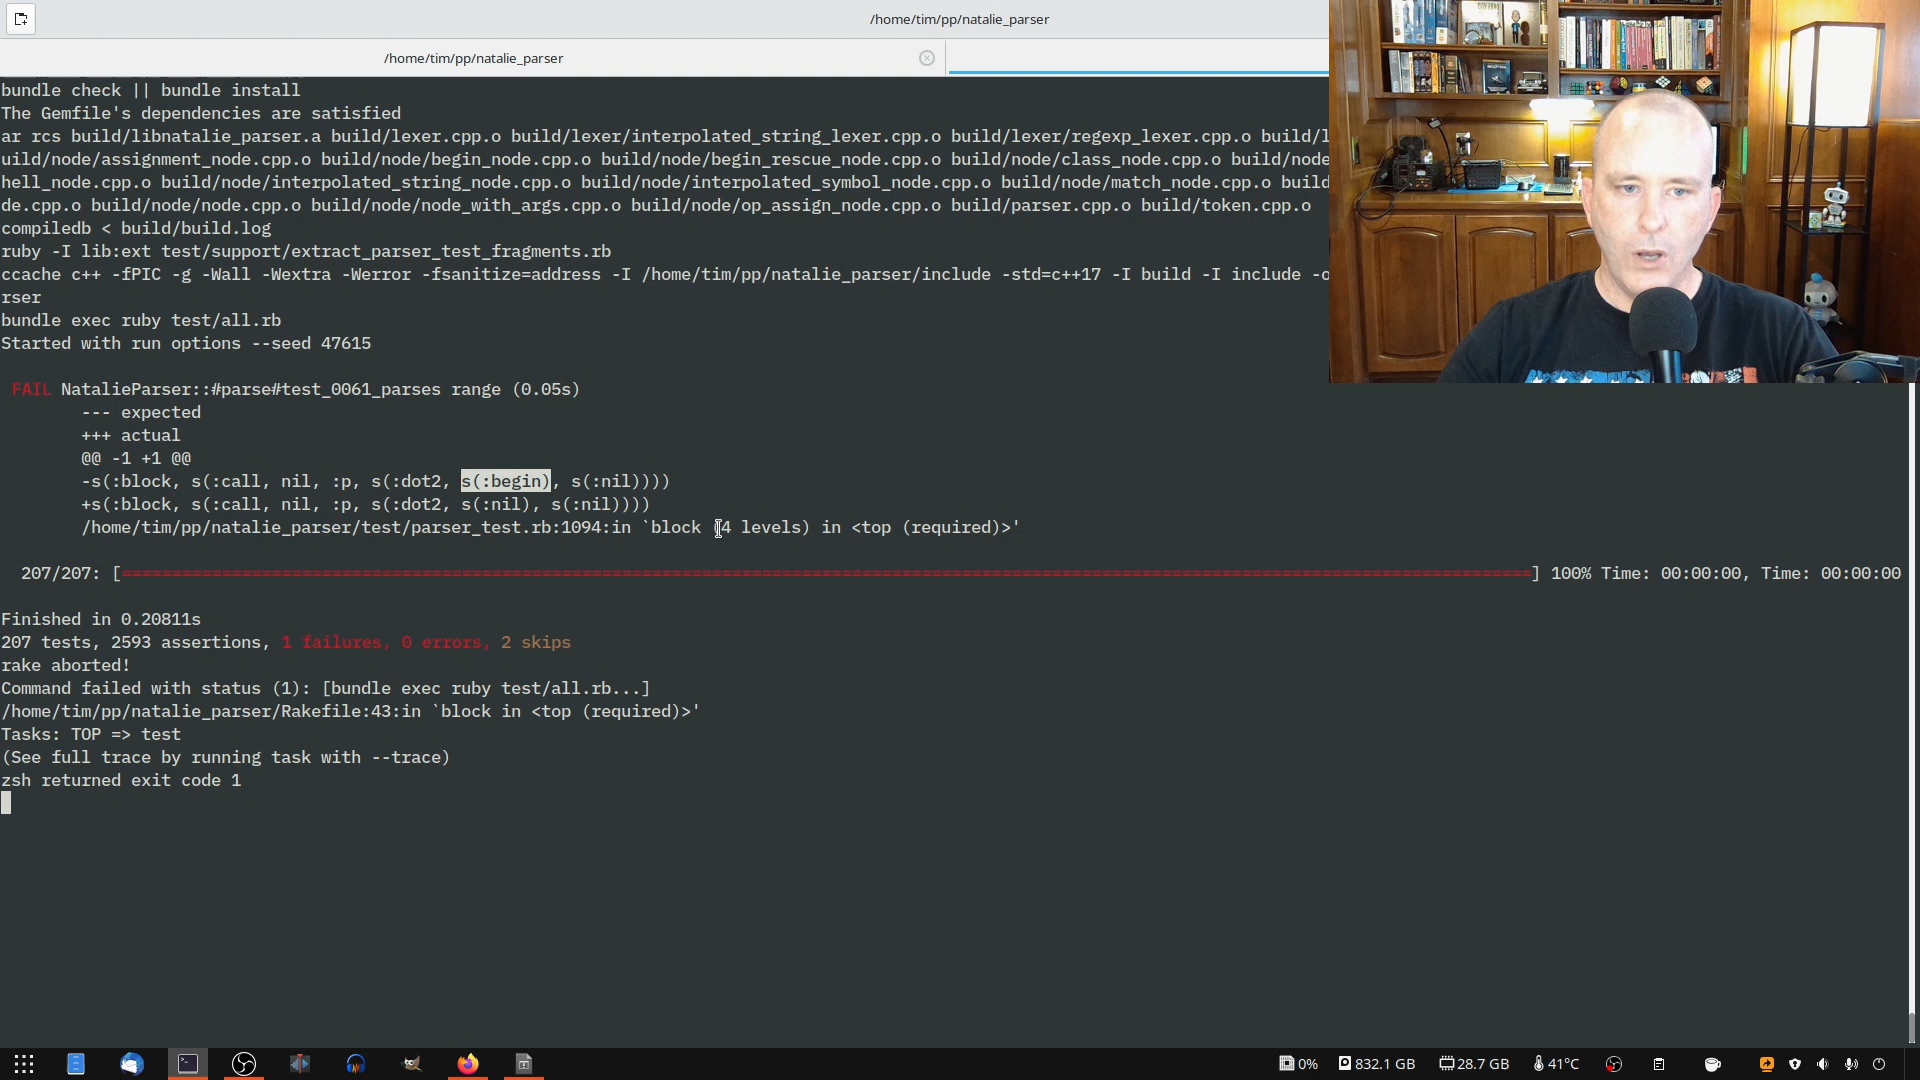 /home/tim/pp/natalie_parser
/home/tim/pp/natalie_parser
bundle check || bundle install
The Gemfile's dependencies are satisfied
ar rcs build/libnatalie_parser.a build/lexer.cpp.o build/lexer/interpolated_string_lexer.cpp.o build/lexer/regexp_lexer.cpp.o build/l
uild/node/assignment_node.cpp.o build/node/begin_node.cpp.o build/node/begin_rescue_node.cpp.o build/node/class_node.cpp.o build/node
hell_node.cpp.o build/node/interpolated_string_node.cpp.o build/node/interpolated_symbol_node.cpp.o build/node/match_node.cpp.o build
de.cpp.o build/node/node.cpp.o build/node/node_with_args.cpp.o build/node/op_assign_node.cpp.o build/parser.cpp.o build/token.cpp.o
compiledb < build/build.log
ruby -I lib:ext test/support/extract_parser_test_fragments.rb
ccache c++ -fPIC -g -Wall -Wextra -Werror -fsanitize=address -I /home/tim/pp/natalie_parser/include -std=c++17 -I build -I include -o
rser
bundle exec ruby test/all.rb
Started with run options --seed 47615
FAIL NatalieParser::#parse#test_0061_parses range (0.05s)
--- expected
+++ actual
@@ -1 +1 @@
-s(:block, s(:call, nil, :p, s(:dot2, s(:begin), s(:nil))))
+s(:block, s(:call, nil, :p, s(:dot2, s(:nil), s(:nil))))
/home/tim/pp/natalie_parser/test/parser_test.rb:1094:in `block (4 levels) in <top (required)>'
207/207: [=============================================================================================================================================] 100% Time: 00:00:00, Time: 00:00:00
Finished in 0.20811s
207 tests, 2593 assertions, 1 failures, 0 errors, 2 skips
rake aborted!
Command failed with status (1): [bundle exec ruby test/all.rb...]
/home/tim/pp/natalie_parser/Rakefile:43:in `block in <top (required)>'
Tasks: TOP => test
(See full trace by running task with --trace)
zsh returned exit code 1
0% 832.1 GB 28.7 GB 41°C